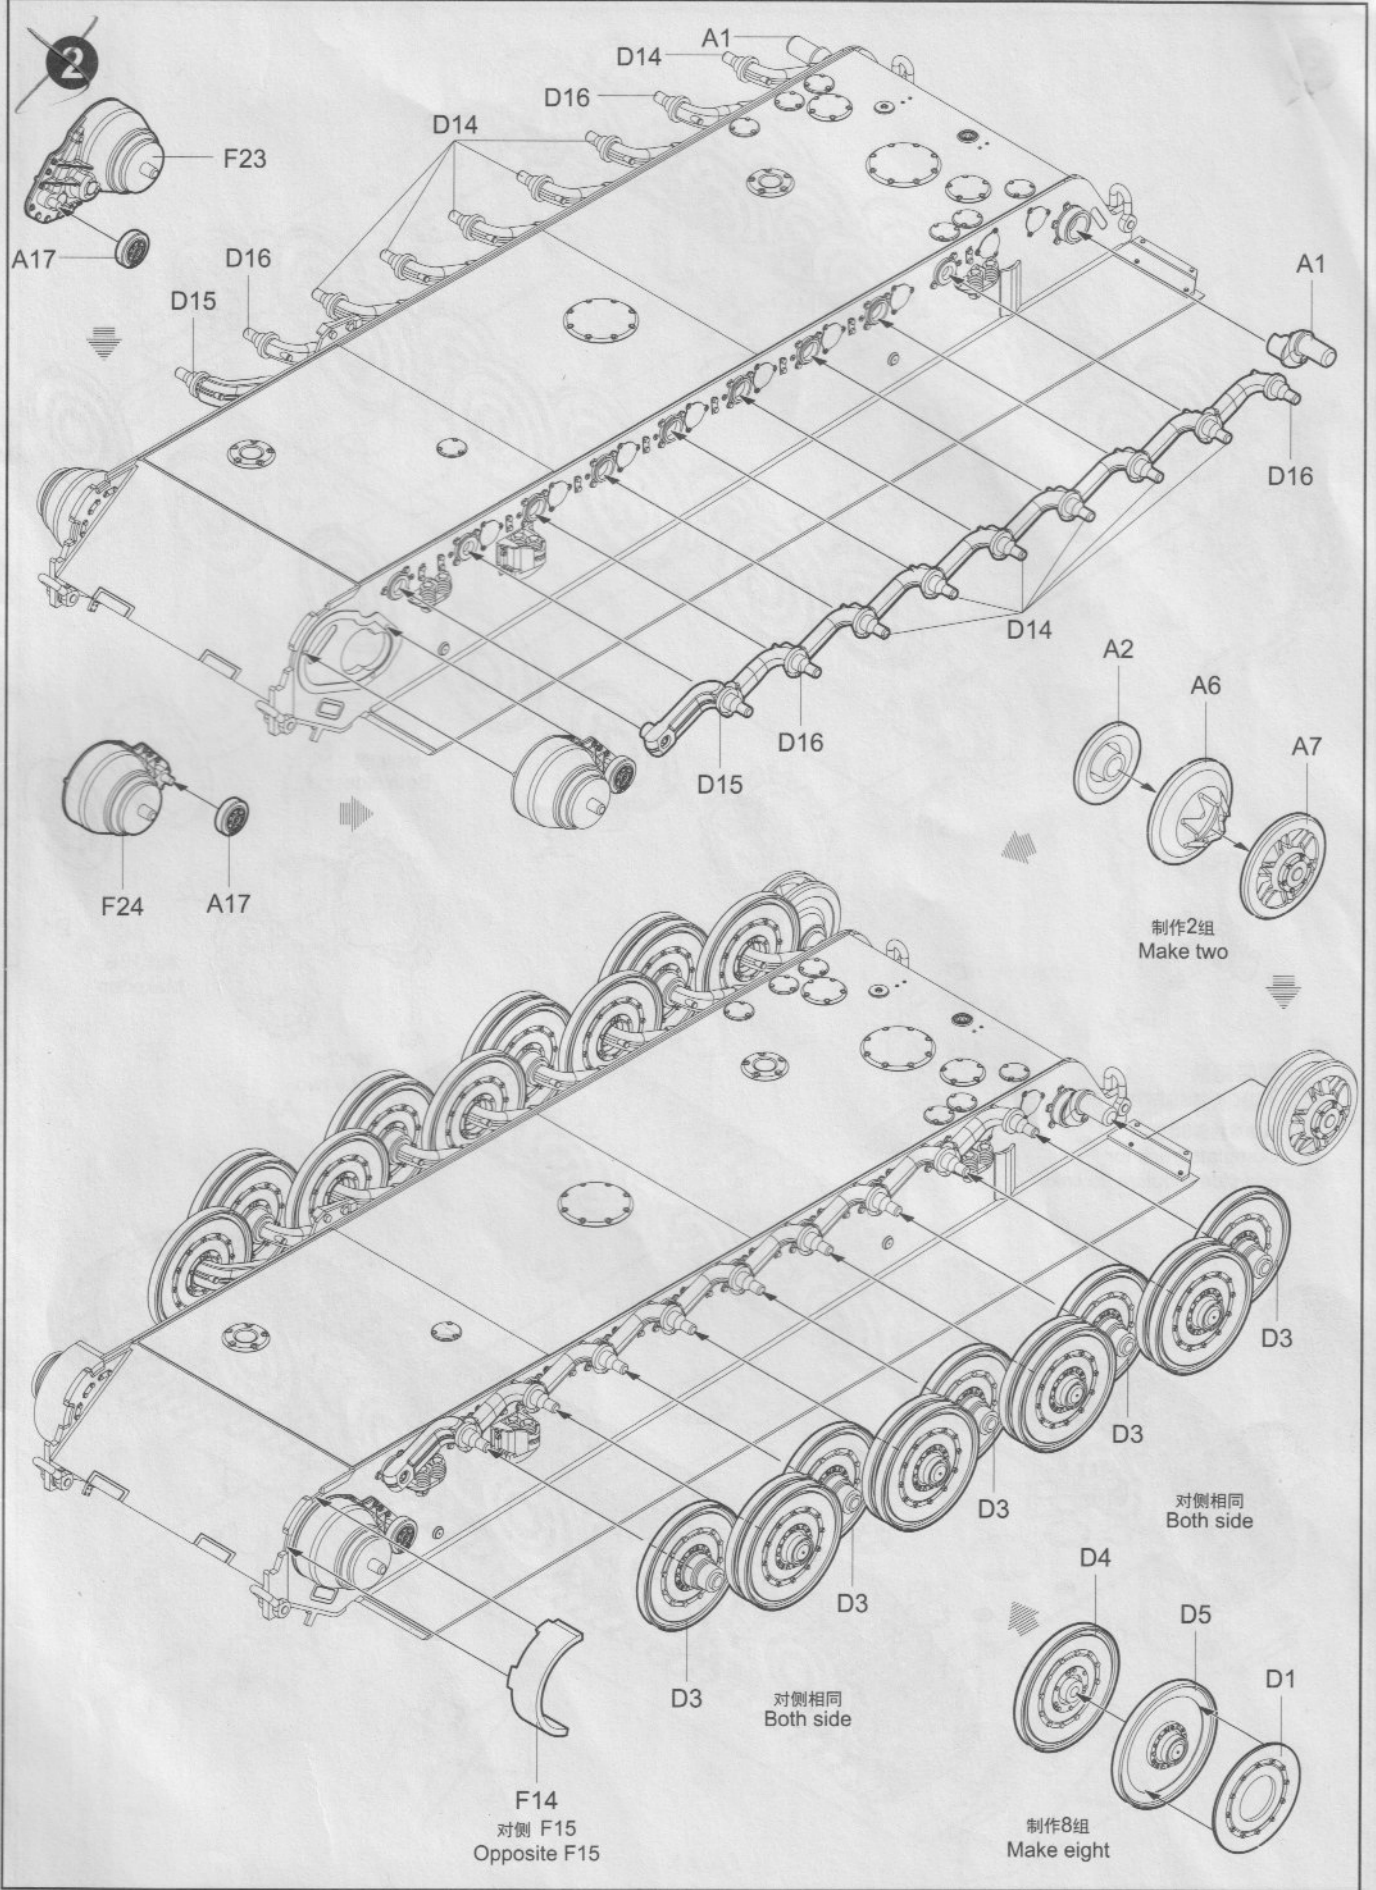 2
A1
D14
D16
D14
F23
A17
D16
D15
A1
D16
D14
D16
D15
A2
A6
A7
制作2组
Make two
F24
A17
D3
D3
D3
D3
D3
对侧相同
Both side
对侧相同
Both side
D4
D5
D1
制作8组
Make eight
F14
对侧 F15
Opposite F15